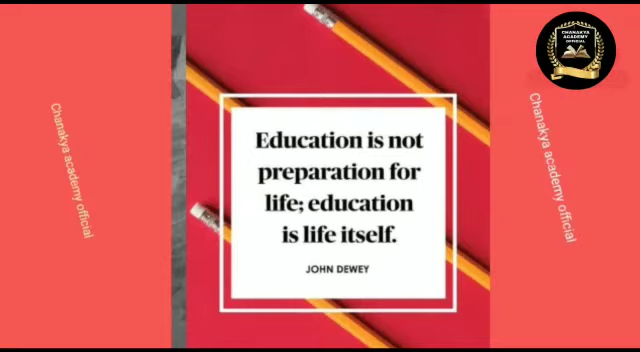 CHANAKYA
ACADEMY
OFFICIAL
Chanakya academy official
Education is not
preparation for
life; education
is life itself.
JOHN DEWEY
Chanakya academy official